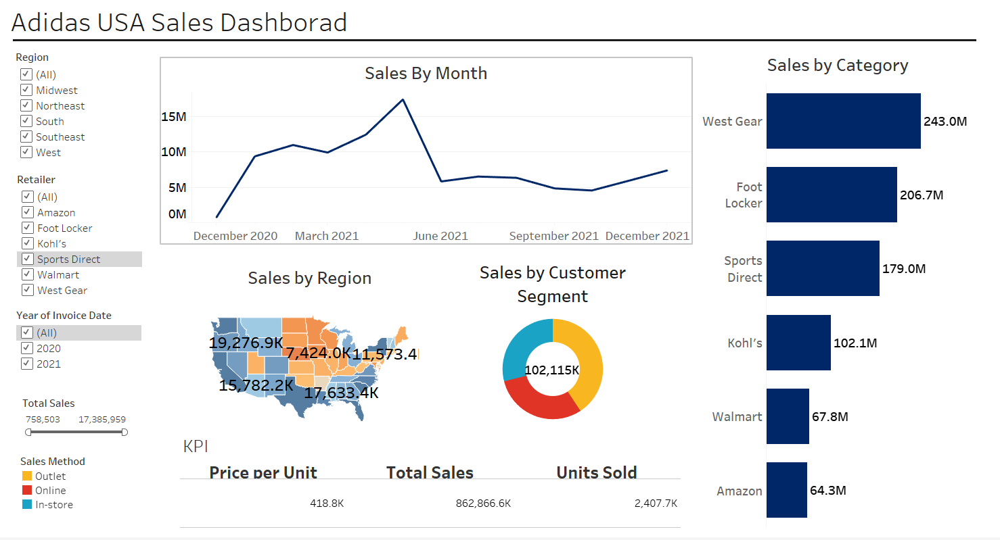 Adidas USA Sales Dashborad
Region
(All)
Midwest
Northeast
South
Southeast
West
Retailer
(All)
Amazon
Foot Locker
Kohl's
Sports Direct
Walmart
West Gear
Year of Invoice Date
(All)
2020
2021
Total Sales
758,503 17,385,959
Sales Method
Outlet
Online
In-store
Sales By Month
15M
10M
5M
0M
December 2020 March 2021 June 2021 September 2021 December 2021
Sales by Region
19,276.9K
7,424.0K
11,573.4
15,782.2K
17,633.4K
Sales by Customer
Segment
102,115K
KPI
Price per Unit Total Sales Units Sold
418.8K 862,866.6K 2,407.7K
Sales by Category
West Gear 243.0M
Foot
Locker
206.7M
Sports
Direct
179.0M
Kohl's 102.1M
Walmart 67.8M
Amazon 64.3M